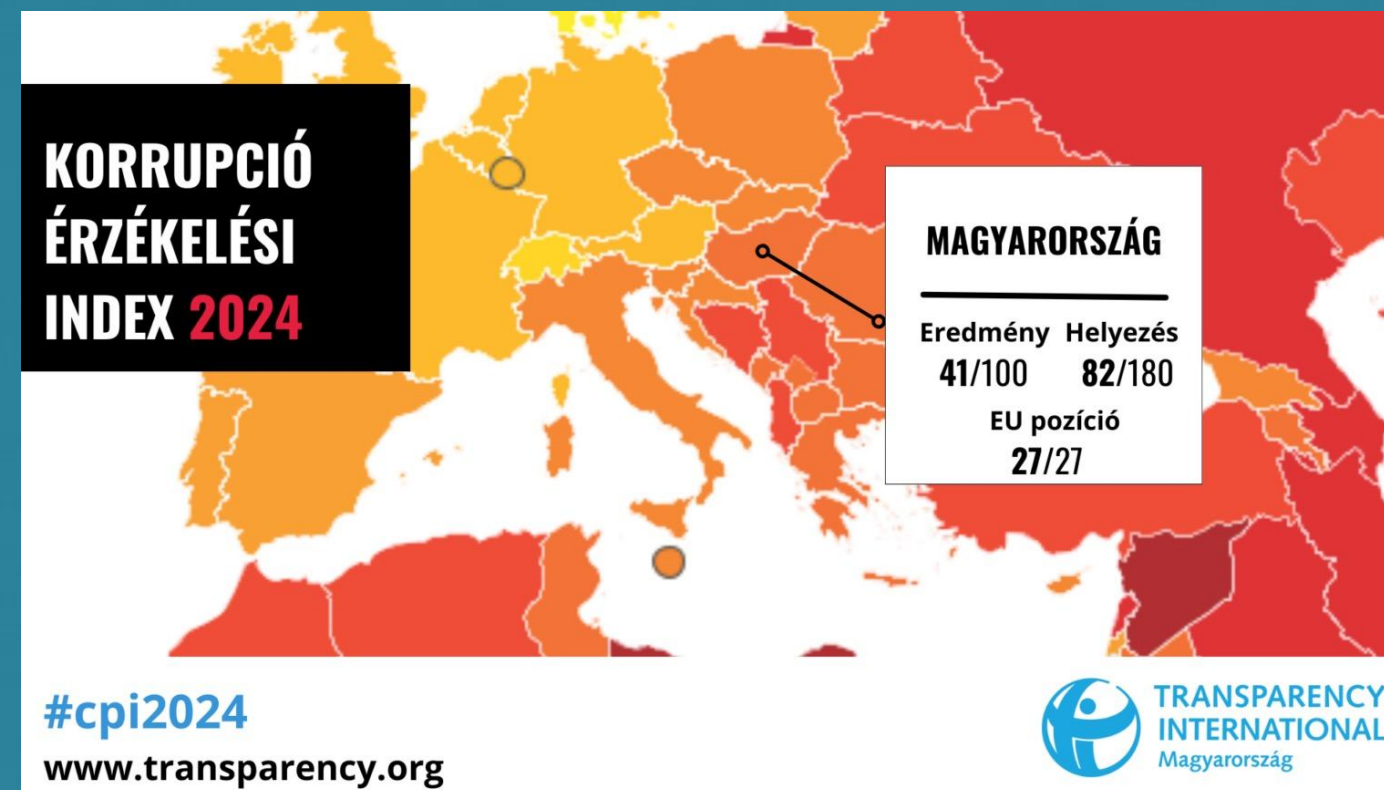 KORRUPCIÓ
ÉRZÉKELÉSI
INDEX 2024
MAGYARORSZÁG
Eredmény Helyezés
41/100 82/180
EU pozíció
27/27
#cpi2024
www.transparency.org
TRANSPARENCY
INTERNATIONAL
Magyarország